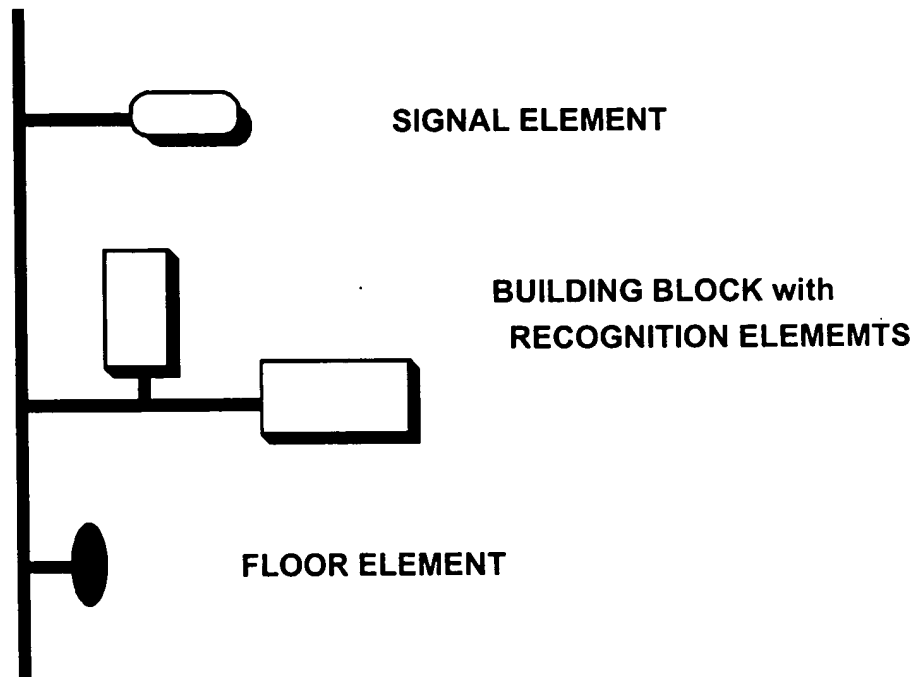 SIGNAL ELEMENT
BUILDING BLOCK with
RECOGNITION ELEMEMTS
FLOOR ELEMENT